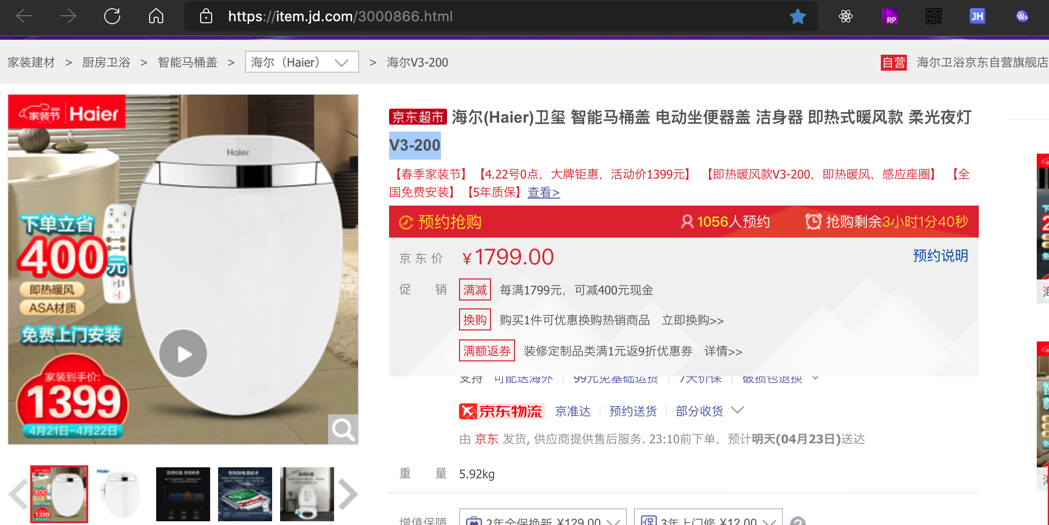 https://item.jd.com/3000866.html
RP
JH
Ws
家装建材 > 厨房卫浴 > 智能马桶盖 > 海尔（Haier） > 海尔V3-200
自营 海尔卫浴京东自营旗舰店
家装节 Haier
Haier
下单立省
400元
即热式暖风
ASA材质
免费上门安装
家装到手价:
1399
4月21日-4月22日
京东超市 海尔(Haier)卫玺 智能马桶盖 电动坐便器盖 洁身器 即热式暖风款 柔光夜灯
V3-200
【春季家装节】【4.22号0点，大牌钜惠，活动价1399元】【即热暖风款V3-200，即热暖风，感应座圈】【全
国免费安装】【5年质保】查看>
预约抢购 1056人预约 抢购剩余3小时1分40秒
京东价 ￥1799.00 预约说明
促销 满减 每满1799元，可减400元现金
换购 购买1件可优惠换购热销商品 立即换购>>
满额返券 装修定制品类满1元返9折优惠券 详情>>
支持 可配送海外 99元免基础运费 7天价保 破损包退换
京东物流 京准达 预约送货 部分收货
由 京东 发货, 供应商提供售后服务. 23:10前下单，预计明天(04月23日)送达
重量 5.92kg
增值保障 2年全保换新 ¥129.00 3年上门修 ¥12.00